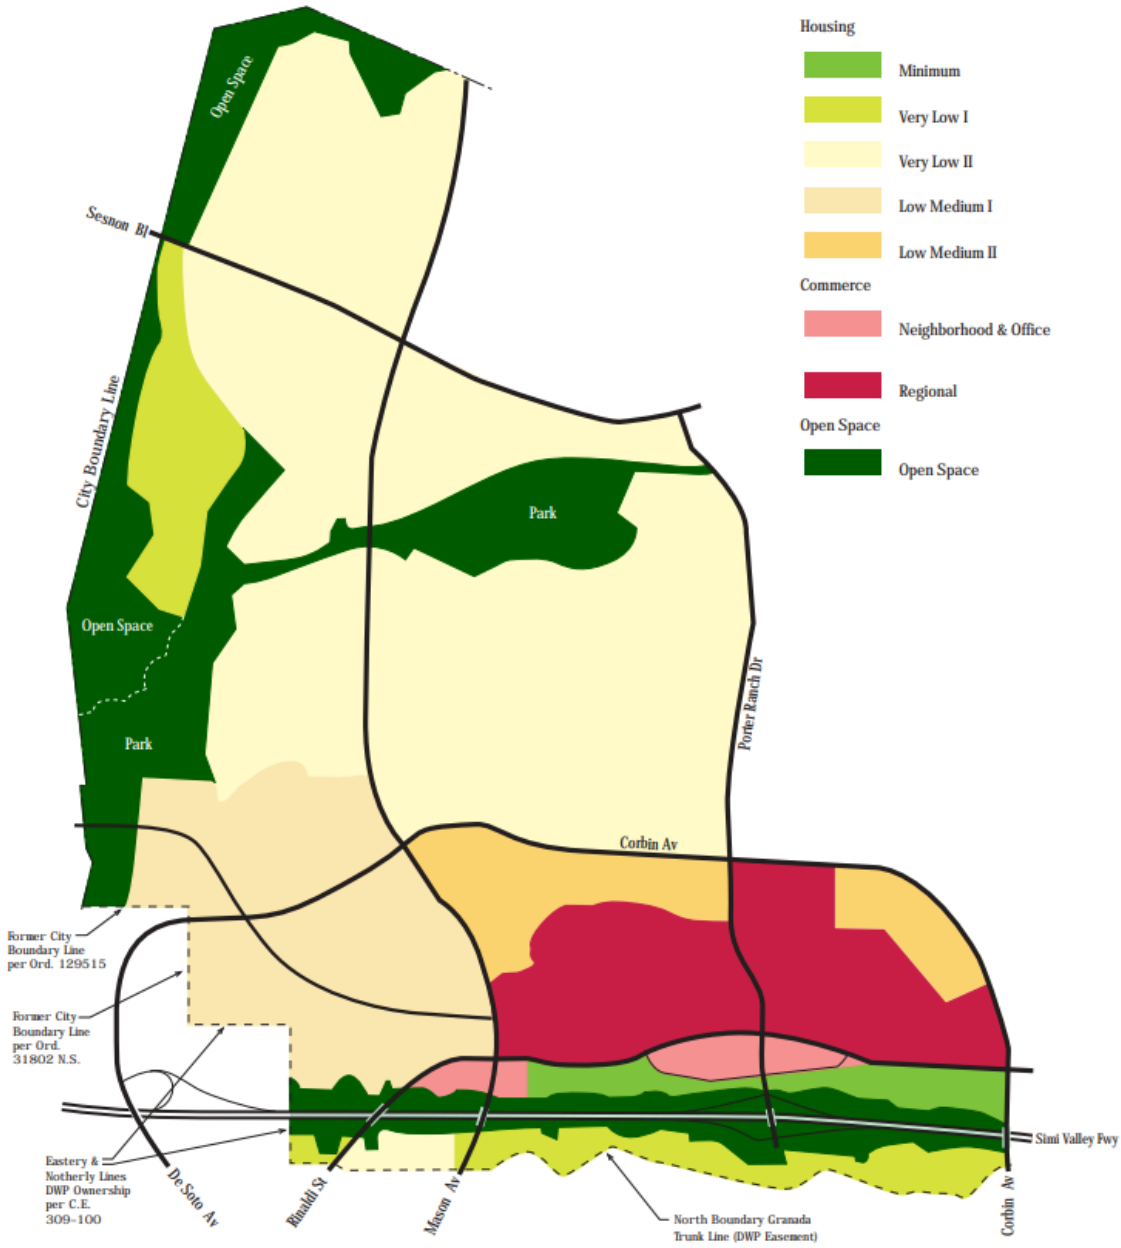 Housing
Minimum
Very Low I
Very Low II
Low Medium I
Low Medium II
Commerce
Neighborhood & Office
Regional
Open Space
Open Space
Open Space
Sesnon Bl
City Boundary Line
Park
Open Space
Park
Porter Ranch Dr
Corbin Av
Former City
Boundary Line
per Ord. 129515
Former City
Boundary Line
per Ord.
31802 N.S.
Eastery &
Notherly Lines
DWP Ownership
per C.E.
309-100
De Soto Av
Rinaldi St
Mason Av
North Boundary Granada
Trunk Line (DWP Easement)
Corbin Av
Simi Valley Fwy